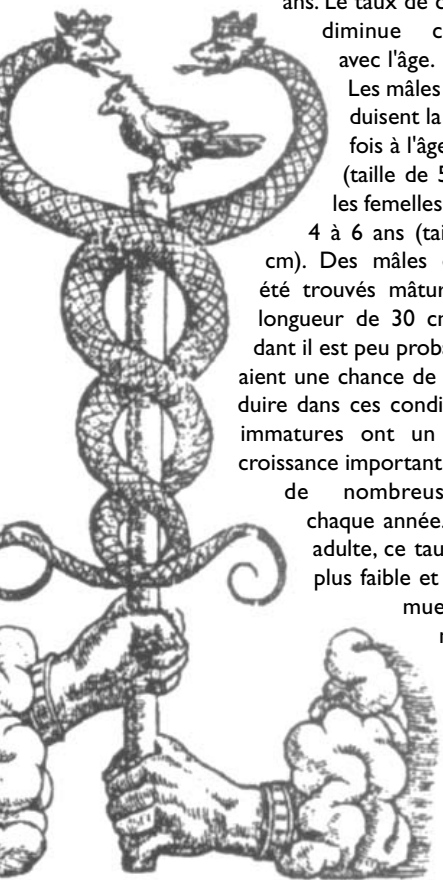 ans. Le taux de
diminue
avec l'âge.
Les mâles
duisent la
fois à l'âge
(taille de 5
les femelles
4 à 6 ans (tai
cm). Des mâles
été trouvés mâtur
longueur de 30 cm
dant il est peu prob
aient une chance de
duire dans ces condi
immatures ont un
croissance important
de nombreus
chaque année.
adulte, ce tau
plus faible et
mue